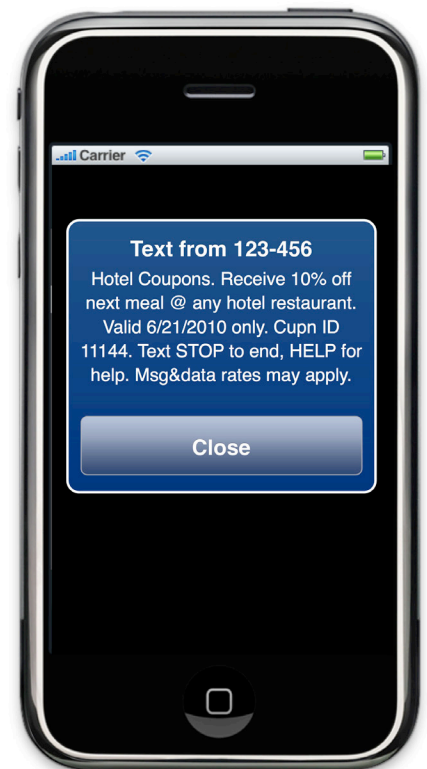 Carrier
Text from 123-456
Hotel Coupons. Receive 10% off
next meal @ any hotel restaurant.
Valid 6/21/2010 only. Cupn ID
11144. Text STOP to end, HELP for
help. Msg&data rates may apply.
Close